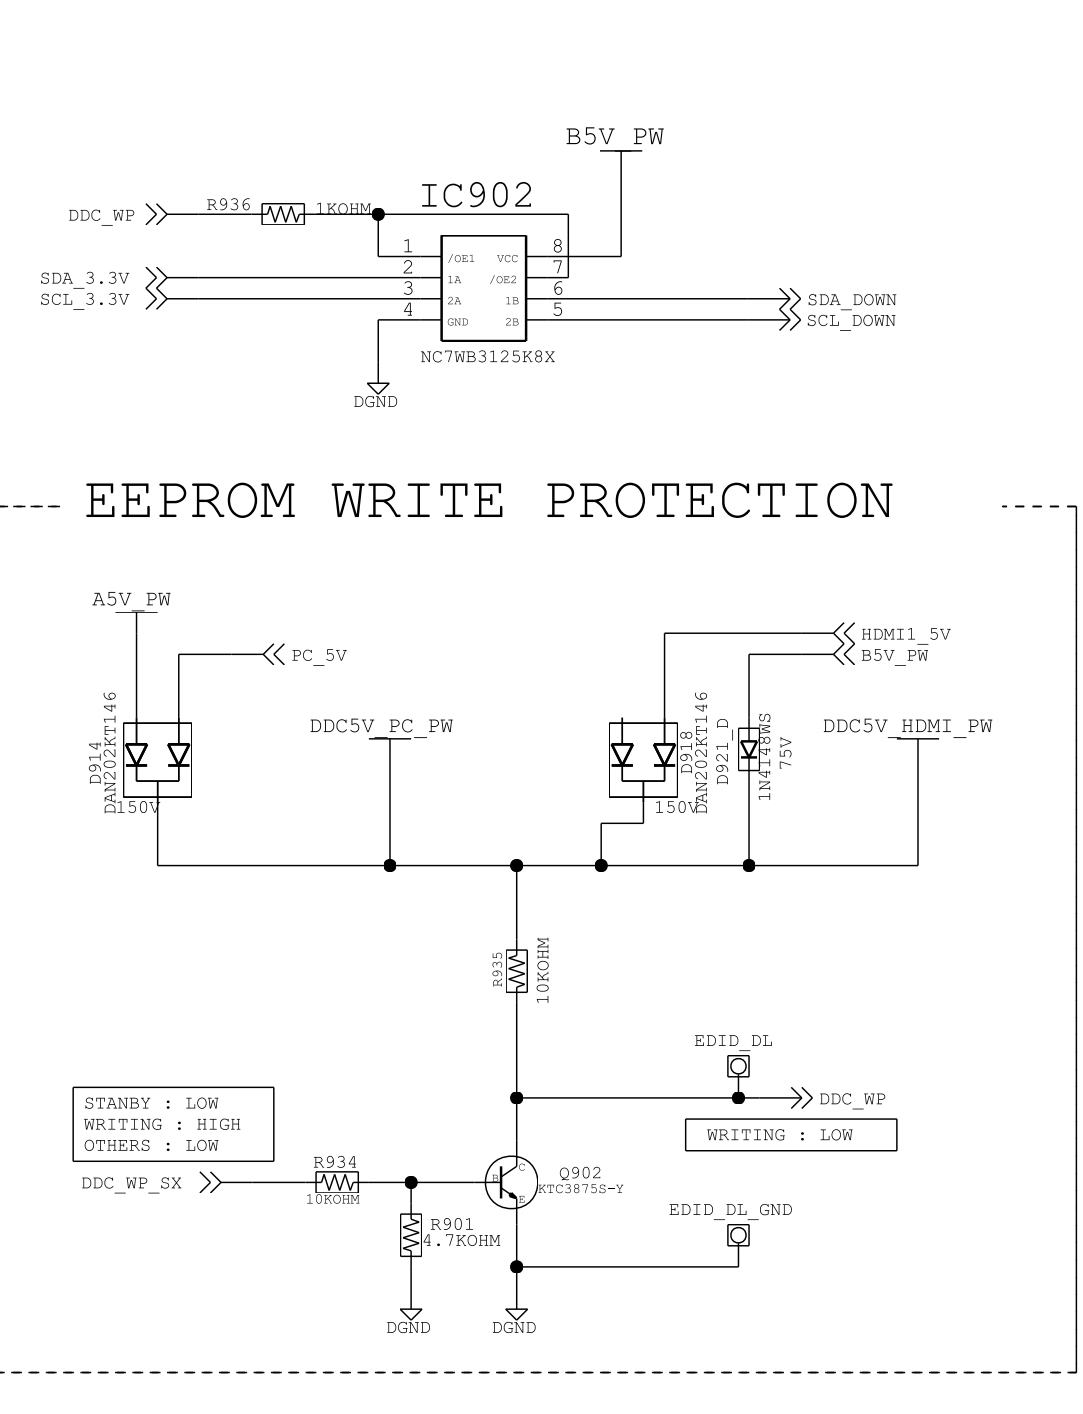 B5V_PW
IC902
DDC_WP
R936
1KOHM
1
2
3
4
8
7
6
5
/OE1
1A
2A
GND
VCC
/OE2
1B
2B
SDA_3.3V
SCL_3.3V
SDA_DOWN
SCL_DOWN
NC7WB3125K8X
DGND
EEPROM WRITE PROTECTION
A5V_PW
PC_5V
HDMI1_5V
B5V_PW
D914
DAN202KT146
150V
DDC5V_PC_PW
D918
DAN202KT146
150V
D921_D
1N4148WS
75V
DDC5V_HDMI_PW
R935
10KOHM
EDID_DL
DDC_WP
WRITING : LOW
STANBY : LOW
WRITING : HIGH
OTHERS : LOW
DDC_WP_SX
R934
10KOHM
B
C
E
Q902
KTC3875S-Y
R901
4.7KOHM
EDID_DL_GND
DGND
DGND